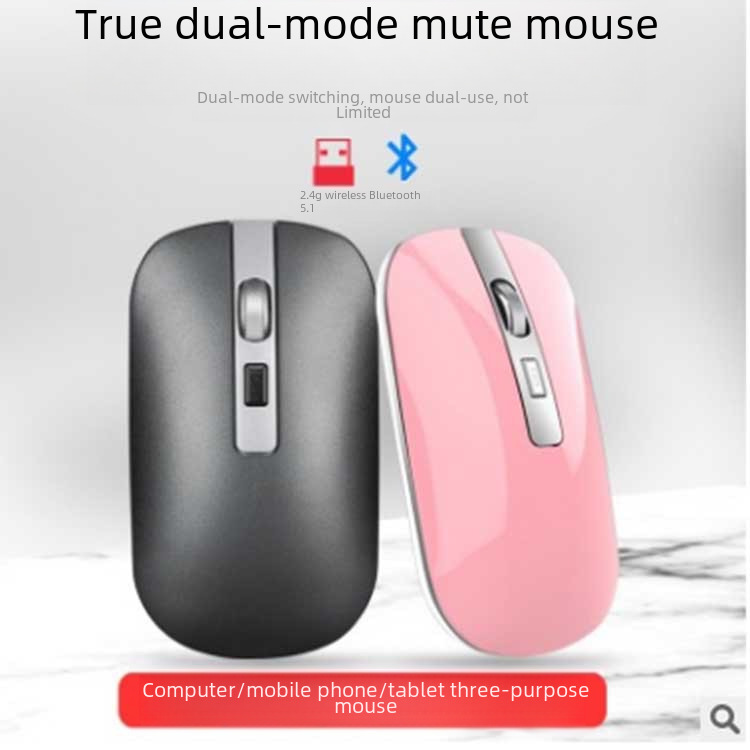 True dual-mode mute mouse
Dual-mode switching, mouse dual-use, not
Limited
2.4g wireless Bluetooth
5.1
Computer/mobile phone/tablet three-purpose
mouse